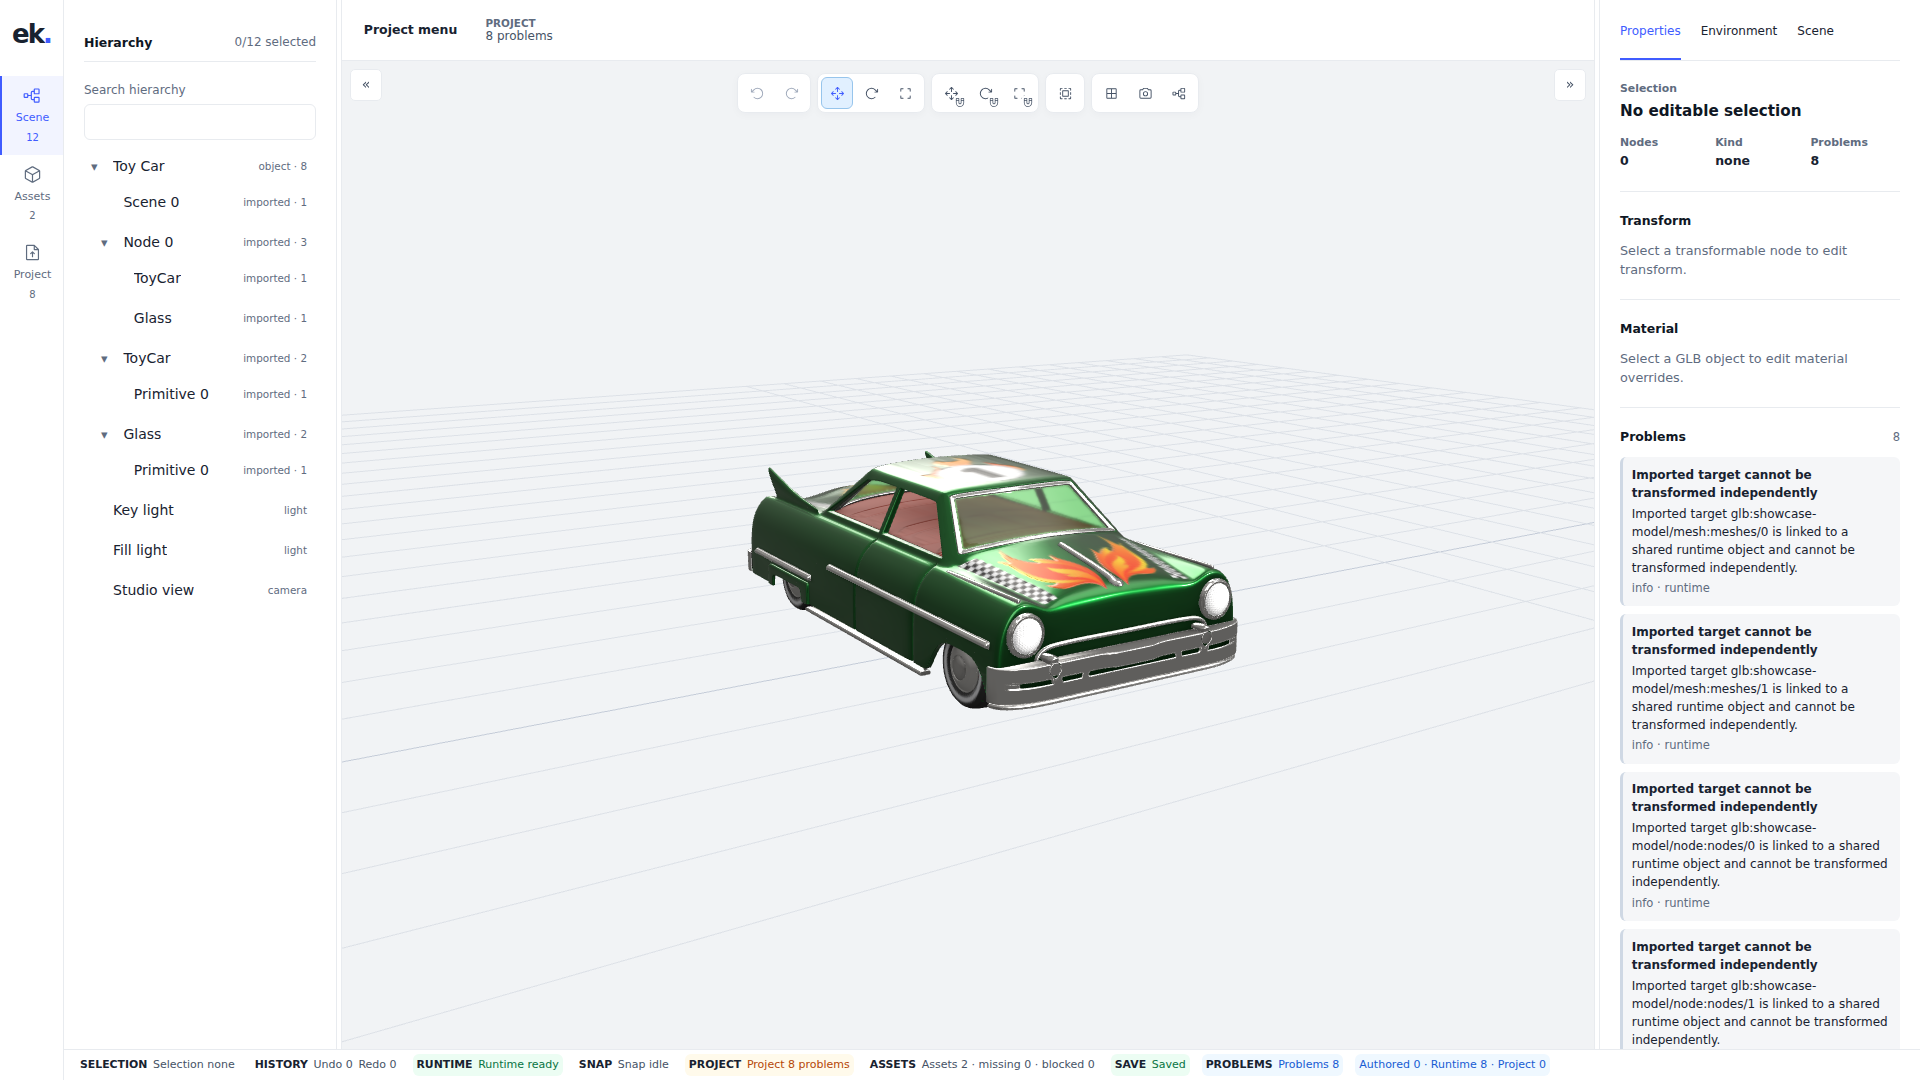 ek.
Scene
12
Assets
2
Project
8
Hierarchy 0/12 selected
Search hierarchy
▾ Toy Car object · 8
Scene 0 imported · 1
▾ Node 0 imported · 3
ToyCar imported · 1
Glass imported · 1
▾ ToyCar imported · 2
Primitive 0 imported · 1
▾ Glass imported · 2
Primitive 0 imported · 1
Key light light
Fill light light
Studio view camera
Project menu
PROJECT
8 problems
«
»
Properties Environment Scene
Selection
No editable selection
Nodes Kind Problems
0 none 8
Transform
Select a transformable node to edit
transform.
Material
Select a GLB object to edit material
overrides.
Problems 8
Imported target cannot be
transformed independently
Imported target glb:showcase-
model/mesh:meshes/0 is linked to a
shared runtime object and cannot be
transformed independently.
info · runtime
Imported target cannot be
transformed independently
Imported target glb:showcase-
model/mesh:meshes/1 is linked to a
shared runtime object and cannot be
transformed independently.
info · runtime
Imported target cannot be
transformed independently
Imported target glb:showcase-
model/node:nodes/0 is linked to a shared
runtime object and cannot be transformed
independently.
info · runtime
Imported target cannot be
transformed independently
Imported target glb:showcase-
model/node:nodes/1 is linked to a shared
runtime object and cannot be transformed
independently.
SELECTION Selection none HISTORY Undo 0 Redo 0 RUNTIME Runtime ready SNAP Snap idle PROJECT Project 8 problems ASSETS Assets 2 · missing 0 · blocked 0 SAVE Saved PROBLEMS Problems 8 Authored 0 · Runtime 8 · Project 0